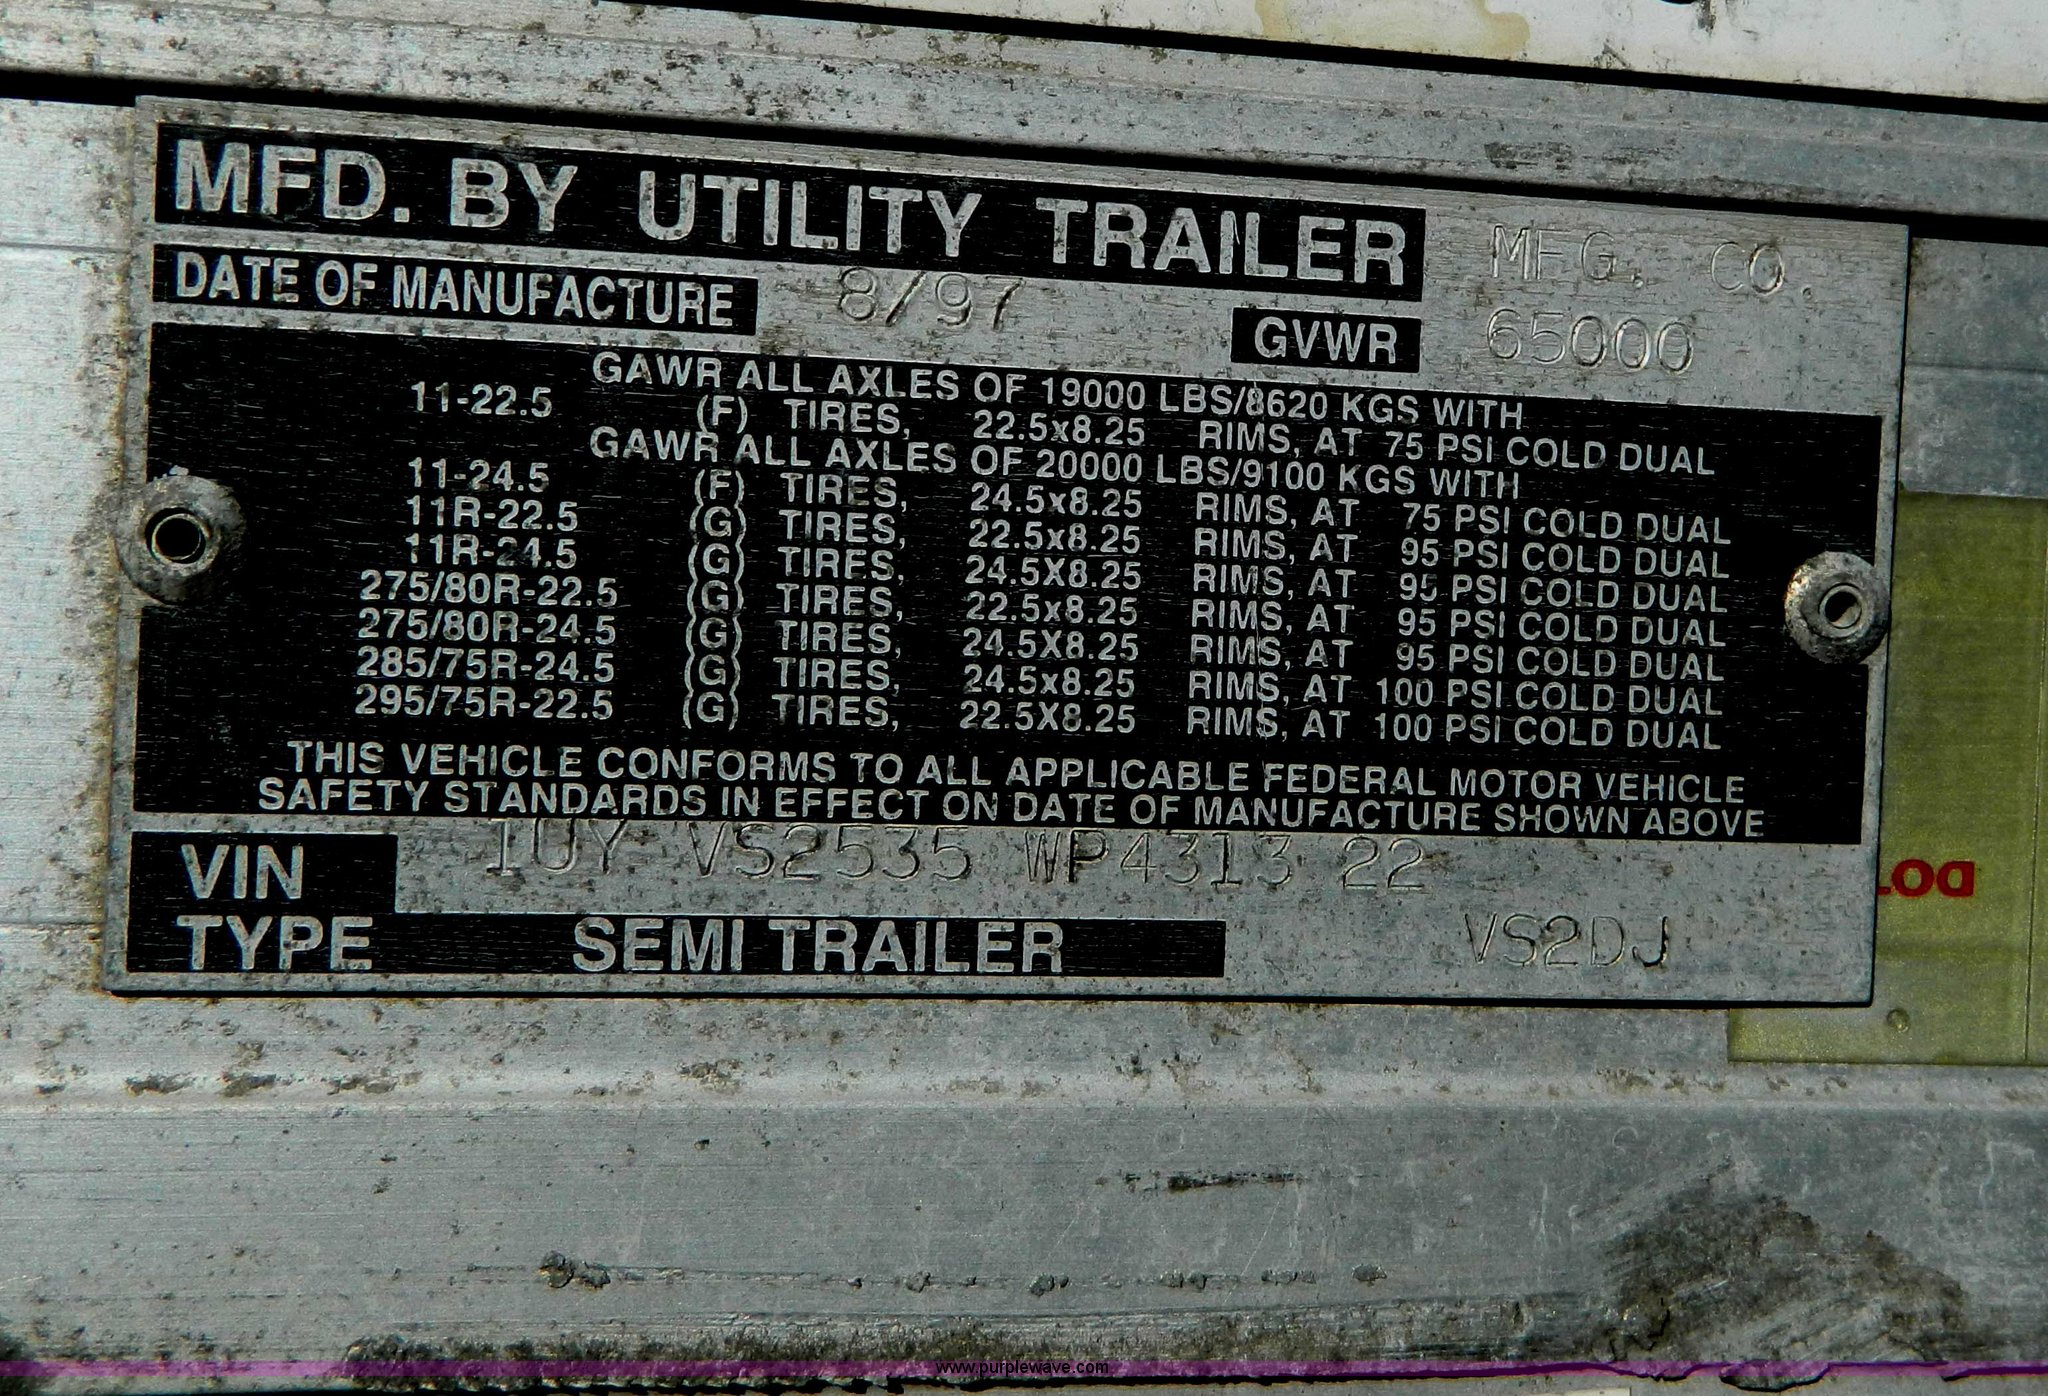 MFD. BY UTILITY TRAILER MFG. CO.
DATE OF MANUFACTURE 8/97 GVWR 65000
GAWR ALL AXLES OF 19000 LBS/8620 KGS WITH
11-22.5 (F) TIRES, 22.5x8.25 RIMS, AT 75 PSI COLD DUAL
GAWR ALL AXLES OF 20000 LBS/9100 KGS WITH
11-24.5 (F) TIRES, 24.5x8.25 RIMS, AT 75 PSI COLD DUAL
11R-22.5 (G) TIRES, 22.5x8.25 RIMS, AT 95 PSI COLD DUAL
11R-24.5 (G) TIRES, 24.5X8.25 RIMS, AT 95 PSI COLD DUAL
275/80R-22.5 (G) TIRES, 22.5x8.25 RIMS, AT 95 PSI COLD DUAL
275/80R-24.5 (G) TIRES, 24.5X8.25 RIMS, AT 95 PSI COLD DUAL
285/75R-24.5 (G) TIRES, 24.5x8.25 RIMS, AT 100 PSI COLD DUAL
295/75R-22.5 (G) TIRES, 22.5X8.25 RIMS, AT 100 PSI COLD DUAL
THIS VEHICLE CONFORMS TO ALL APPLICABLE FEDERAL MOTOR VEHICLE
SAFETY STANDARDS IN EFFECT ON DATE OF MANUFACTURE SHOWN ABOVE
VIN 1UY VS2535 WP4313 22
TYPE SEMI TRAILER VS2DJ
DOT
www.purplewave.com